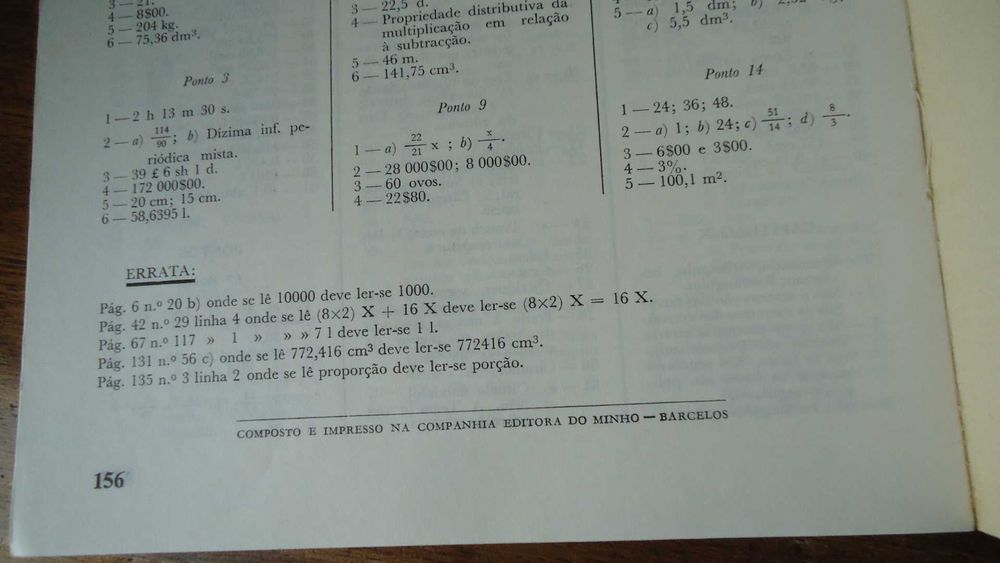 3 — 21.
4 — 8$00.
5 — 204 kg.
6 — 75,36 dm³.
Ponto 3
1 — 2 h 13 m 30 s.
2 — a) 114/90; b) Dízima inf. pe-
riódica mista.
3 — 39 £ 6 sh 1 d.
4 — 172 000$00.
5 — 20 cm; 15 cm.
6 — 58,6395 l.
3 — 22,5 d.
4 — Propriedade distributiva da
multiplicação em relação
à subtracção.
5 — 46 m.
6 — 141,75 cm³.
Ponto 9
1 — a) 22/21 x ; b) x/4.
2 — 28 000$00; 8 000$00.
3 — 60 ovos.
4 — 22$80.
5 — a) 1,5 dm; b)
c) 5,5 dm³.
Ponto 14
1 — 24; 36; 48.
2 — a) 1; b) 24; c) 51/14; d) 8/3.
3 — 6$00 e 3$00.
4 — 3%.
5 — 100,1 m².
ERRATA:
Pág. 6 n.º 20 b) onde se lê 10000 deve ler-se 1000.
Pág. 42 n.º 29 linha 4 onde se lê (8×2) X + 16 X deve ler-se (8×2) X = 16 X.
Pág. 67 n.º 117 » 1 » » » 7 l deve ler-se 1 l.
Pág. 131 n.º 56 c) onde se lê 772,416 cm³ deve ler-se 772416 cm³.
Pág. 135 n.º 3 linha 2 onde se lê proporção deve ler-se porção.
COMPOSTO E IMPRESSO NA COMPANHIA EDITORA DO MINHO — BARCELOS
156